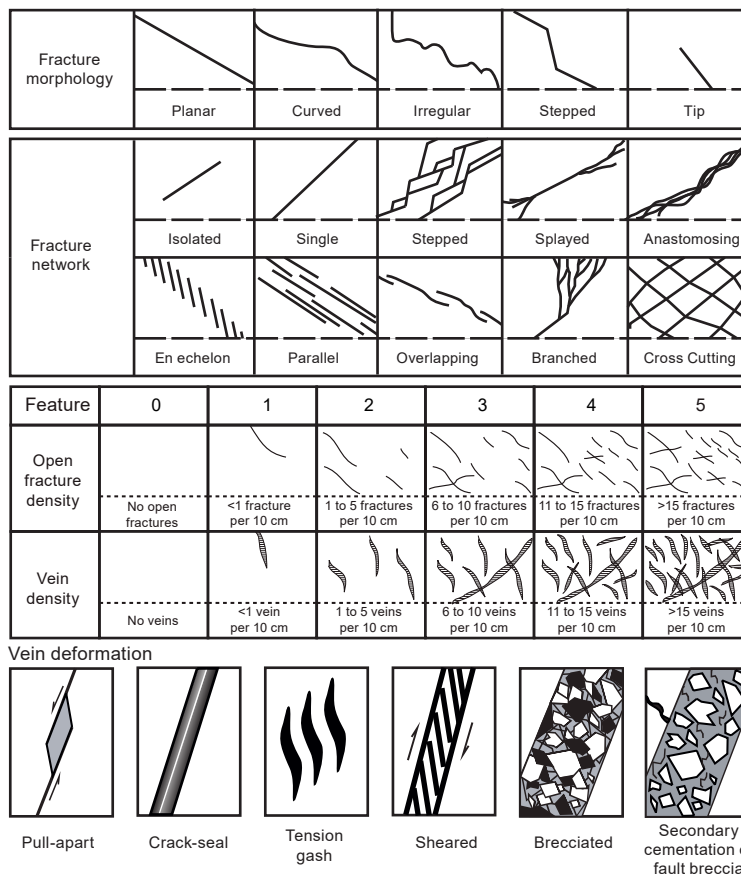 Fracture
morphology
Planar
Curved
Irregular
Stepped
Tip
Fracture
network
Isolated
Single
Stepped
Splayed
Anastomosing
En echelon
Parallel
Overlapping
Branched
Cross Cutting
Feature
0
1
2
3
4
5
Open
fracture
density
No open
fractures
<1 fracture
per 10 cm
1 to 5 fractures
per 10 cm
6 to 10 fractures
per 10 cm
11 to 15 fractures
per 10 cm
>15 fractures
per 10 cm
Vein
density
No veins
<1 vein
per 10 cm
1 to 5 veins
per 10 cm
6 to 10 veins
per 10 cm
11 to 15 veins
per 10 cm
>15 veins
per 10 cm
Vein deformation
Pull-apart
Crack-seal
Tension
gash
Sheared
Brecciated
Secondary
cementation
fault breccia